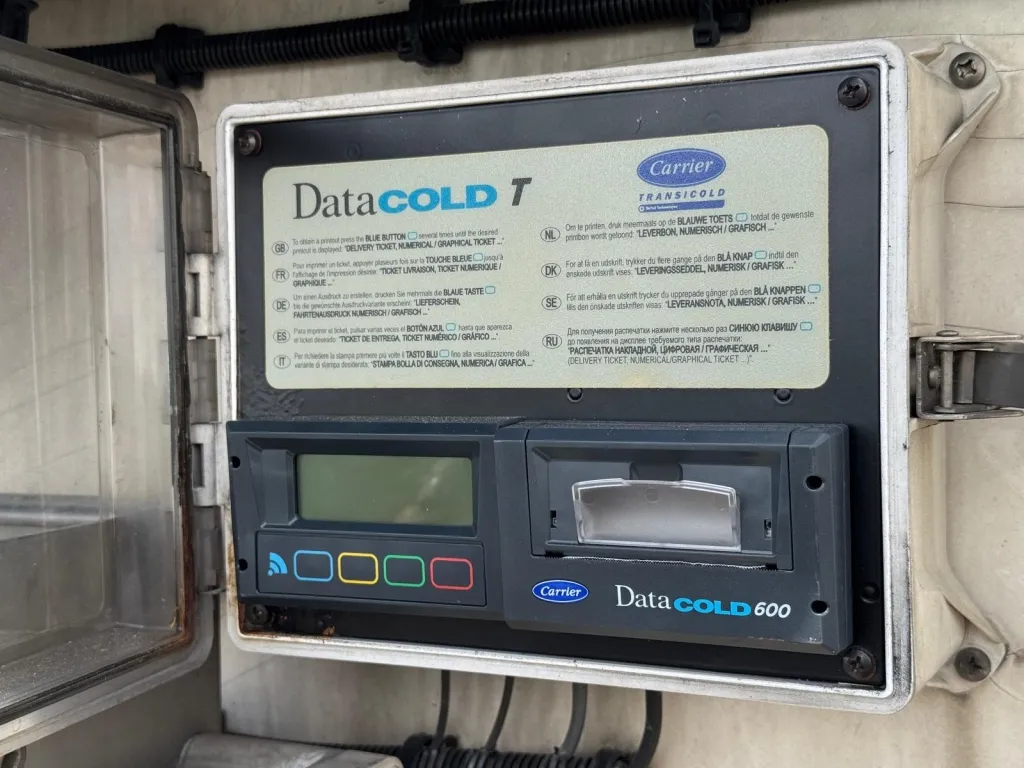 DataCOLD T
Carrier
TRANSICOLD
GB To obtain a printout press the BLUE BUTTON several times until the desired
printout is displayed: "DELIVERY TICKET, NUMERICAL / GRAPHICAL TICKET ..."
FR Pour imprimer un ticket, appuyer plusieurs fois sur la TOUCHE BLEUE jusqu'à
l'affichage de l'impression désirée: "TICKET LIVRAISON, TICKET NUMERIQUE /
GRAPHIQUE ..."
DE Um einen Ausdruck zu erstellen, drücken Sie mehrmals die BLAUE TASTE
bis die gewünschte Ausdruckvariante erscheint: "LIEFERSCHEIN,
FAHRTENAUSDRUCK NUMERISCH / GRAFISCH ..."
ES Para imprimir el ticket, pulsar varias veces el BOTÓN AZUL hasta que aparezca
el ticket deseado: "TICKET DE ENTREGA, TICKET NUMÉRICO / GRÁFICO ..."
IT Per richiedere la stampa premere più volte il TASTO BLU fino alla visualizzazione della
variante di stampa desiderata: "STAMPA BOLLA DI CONSEGNA, NUMERICA / GRAFICA ..."
NL Om te printen, druk meermaals op de BLAUWE TOETS totdat de gewenste
printbon wordt getoond: "LEVERBON, NUMERISCH / GRAFISCH ..."
DK For at få en udskrift, trykker du flere gange på den BLÅ KNAP indtil den
ønskede udskrift vises: "LEVERINGSSEDDEL, NUMERISK / GRAFISK ..."
SE För att erhålla en uskrift trycker du upprepade gånger på den BLÅ KNAPPEN
tills den önskade utskriften visas: "LEVERANSNOTA, NUMERISK / GRAFISK ..."
RU Для получения распечатки нажмите несколько раз СИНЮЮ КЛАВИШУ
до появления на дисплее требуемого типа распечатки:
"РАСПЕЧАТКА НАКЛАДНОЙ, ЦИФРОВАЯ / ГРАФИЧЕСКАЯ ..."
(DELIVERY TICKET, NUMERICAL/GRAPHICAL TICKET ...)".
Carrier
DataCOLD 600